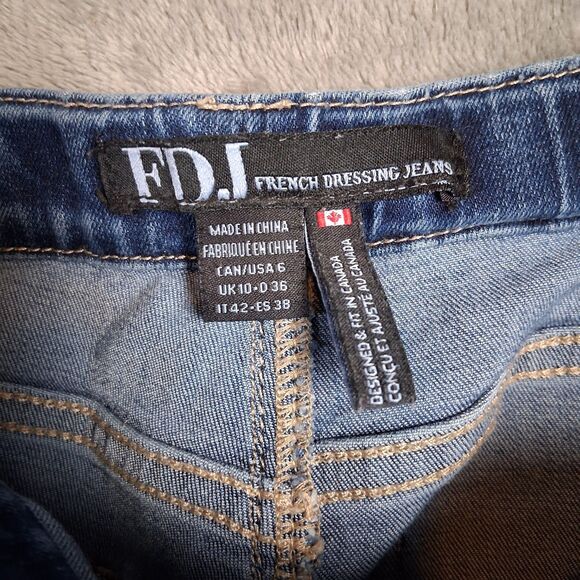 FDJ FRENCH DRESSING JEANS
MADE IN CHINA
FABRIQUÉ EN CHINE
CAN/USA 6
UK 10 - D 36
IT 42 - ES 38
DESIGNED & FIT IN CANADA
CONÇU ET AJUSTÉ AU CANADA